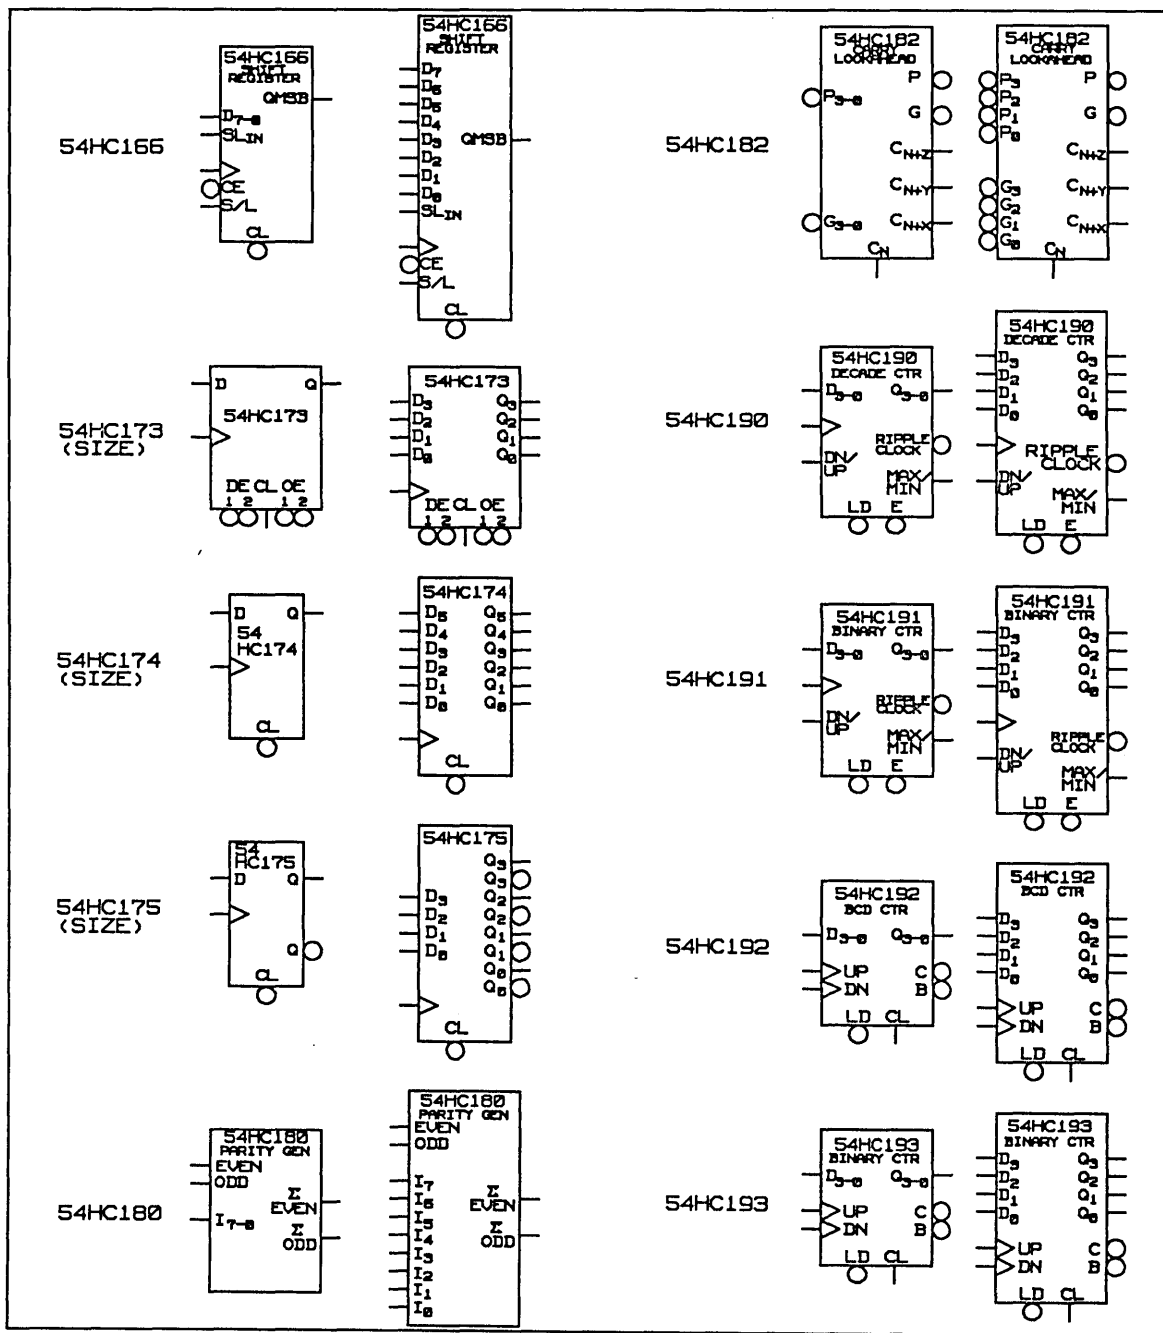 54HC166
54HC166
SHIFT
REGISTER
QMSB
D7-0
SLIN
CE
S/L
CL
54HC166
SHIFT
REGISTER
D7
D6
D5
D4
D3 QMSB
D2
D1
D0
SLIN
CE
S/L
CL
54HC173
(SIZE)
D Q
54HC173
DE CL OE
1 2 1 2
54HC173
D3 Q3
D2 Q2
D1 Q1
D0 Q0
DE CL OE
1 2 1 2
54HC174
(SIZE)
D Q
54
HC174
CL
54HC174
D5 Q5
D4 Q4
D3 Q3
D2 Q2
D1 Q1
D0 Q0
CL
54HC175
(SIZE)
54
HC175
D Q
Q
CL
54HC175
Q3
Q3
D3 Q2
D2 Q2
D1 Q1
D0 Q1
Q0
Q0
CL
54HC180
54HC180
PARITY GEN
EVEN
ODD
Σ
I7-0 EVEN
Σ
ODD
54HC180
PARITY GEN
EVEN
ODD
I7 Σ
I6 EVEN
I5 Σ
I4 ODD
I3
I2
I1
I0
54HC182
54HC182
CARRY
LOOKAHEAD
P
P3-0
G
CN+Z
CN+Y
G3-0 CN+X
CN
54HC182
CARRY
LOOKAHEAD
P3 P
P2
P1 G
P0
CN+Z
G3 CN+Y
G2
G1 CN+X
G0
CN
54HC190
54HC190
DECADE CTR
D3-0 Q3-0
RIPPLE
CLOCK
DN/
UP MAX/
MIN
LD E
54HC190
DECADE CTR
D3 Q3
D2 Q2
D1 Q1
D0 Q0
RIPPLE
CLOCK
DN/
UP MAX/
MIN
LD E
54HC191
54HC191
BINARY CTR
D3-0 Q3-0
RIPPLE
CLOCK
DN/
UP MAX/
MIN
LD E
54HC191
BINARY CTR
D3 Q3
D2 Q2
D1 Q1
D0 Q0
RIPPLE
CLOCK
DN/
UP MAX/
MIN
LD E
54HC192
54HC192
BCD CTR
D3-0 Q3-0
UP C
DN B
LD CL
54HC192
BCD CTR
D3 Q3
D2 Q2
D1 Q1
D0 Q0
UP C
DN B
LD CL
54HC193
54HC193
BINARY CTR
D3-0 Q3-0
UP C
DN B
LD CL
54HC193
BINARY CTR
D3 Q3
D2 Q2
D1 Q1
D0 Q0
UP C
DN B
LD CL